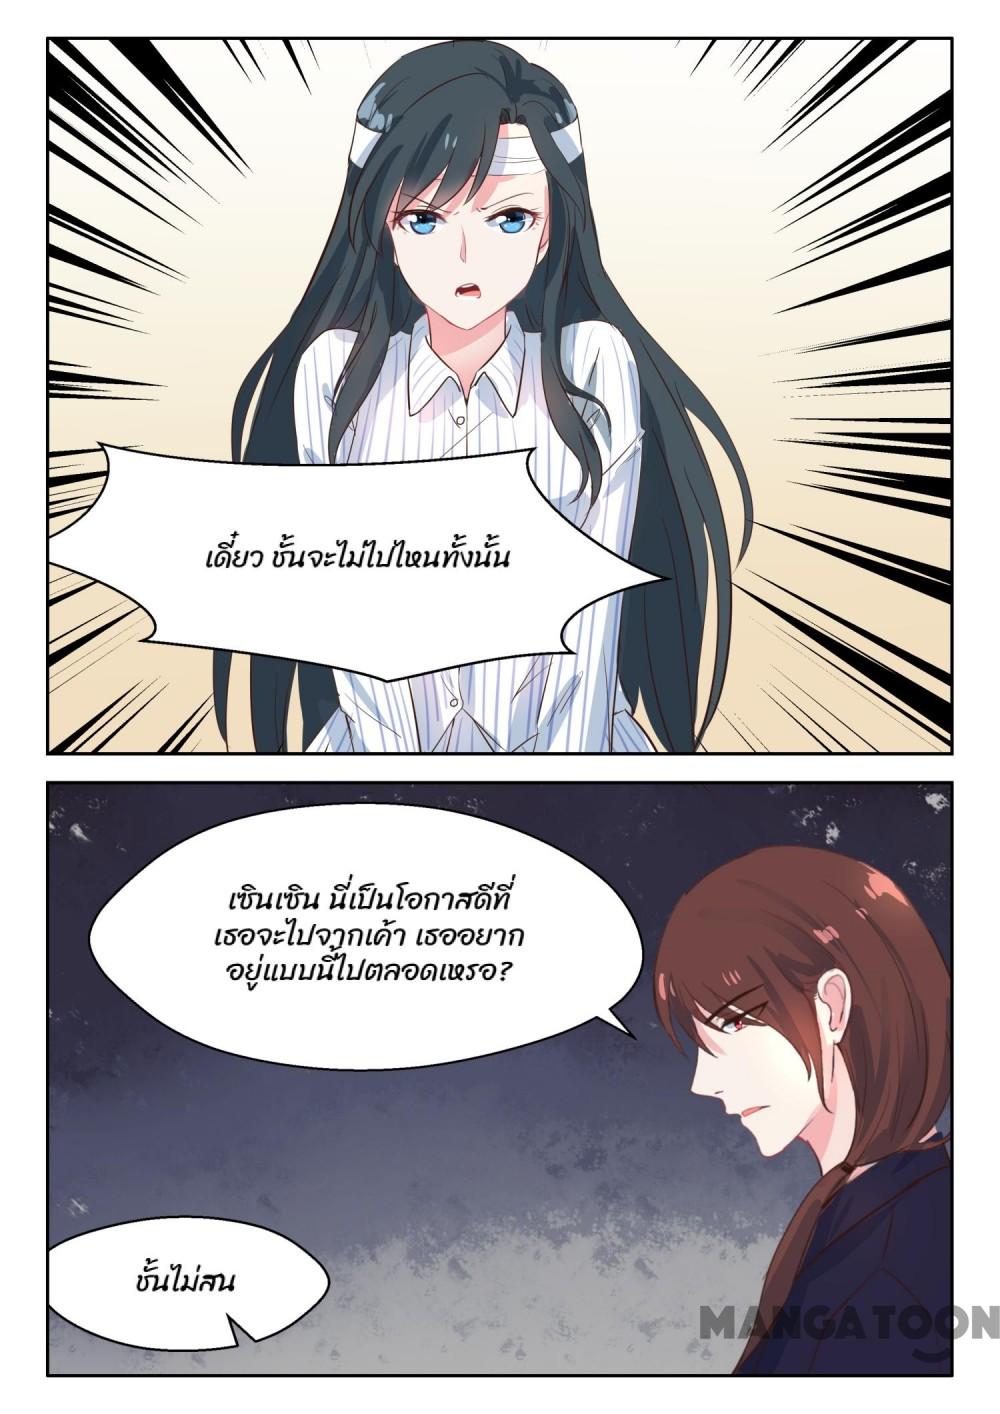 เดี๋ยว ชั้นจะไม่ไปไหนทั้งนั้น
เซินเซิน นี่เป็นโอกาสดีที่
เธอจะไปจากเค้า เธออยาก
อยู่แบบนี้ไปตลอดเหรอ?
ชั้นไม่สน
MANGATOON